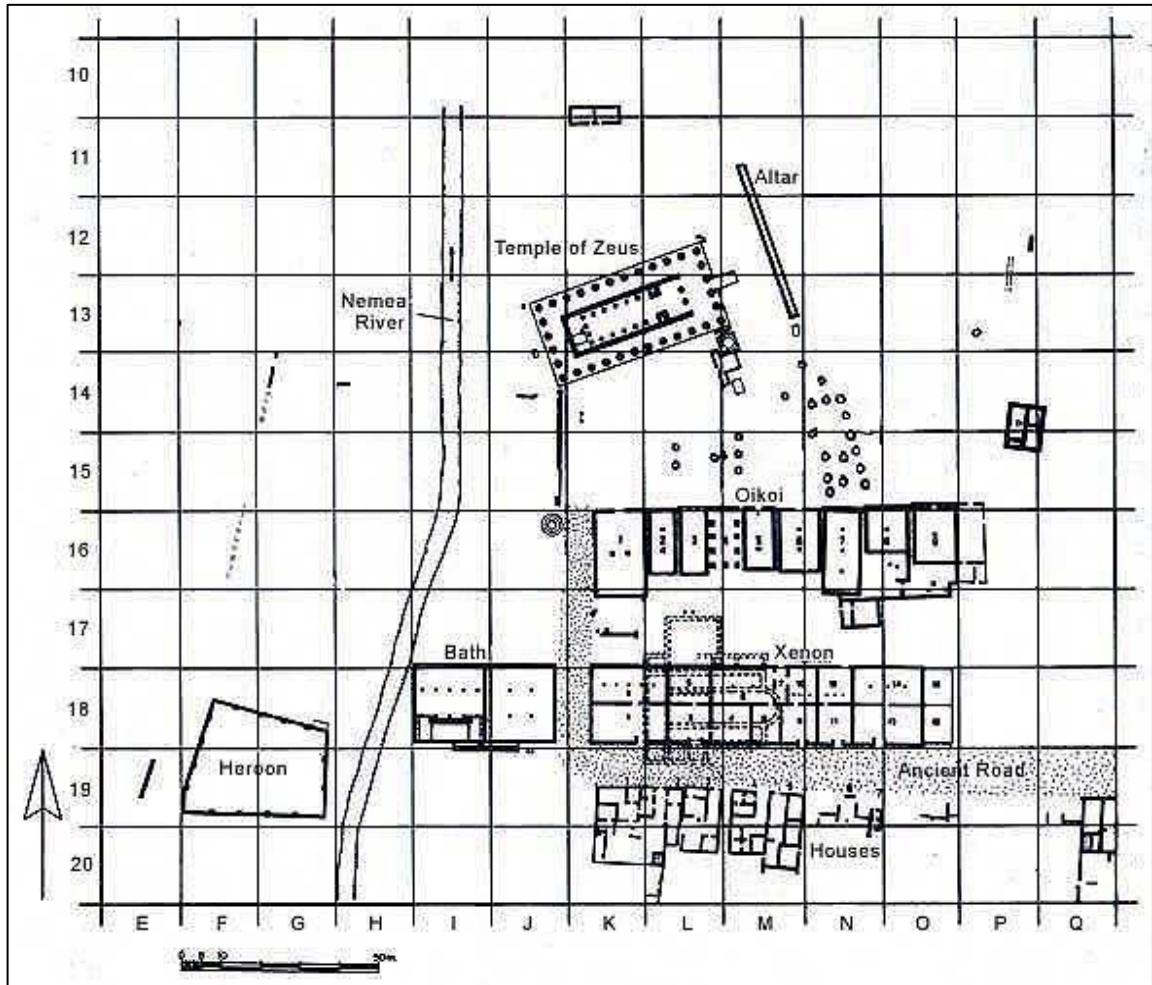 10
11
Altar
12
Temple of Zeus
Nemea
River
13
14
15
Oikoi
16
17
Bath
Xenon
18
Heroon
19
Ancient Road
20
Houses
E F G H I J K L M N O P Q